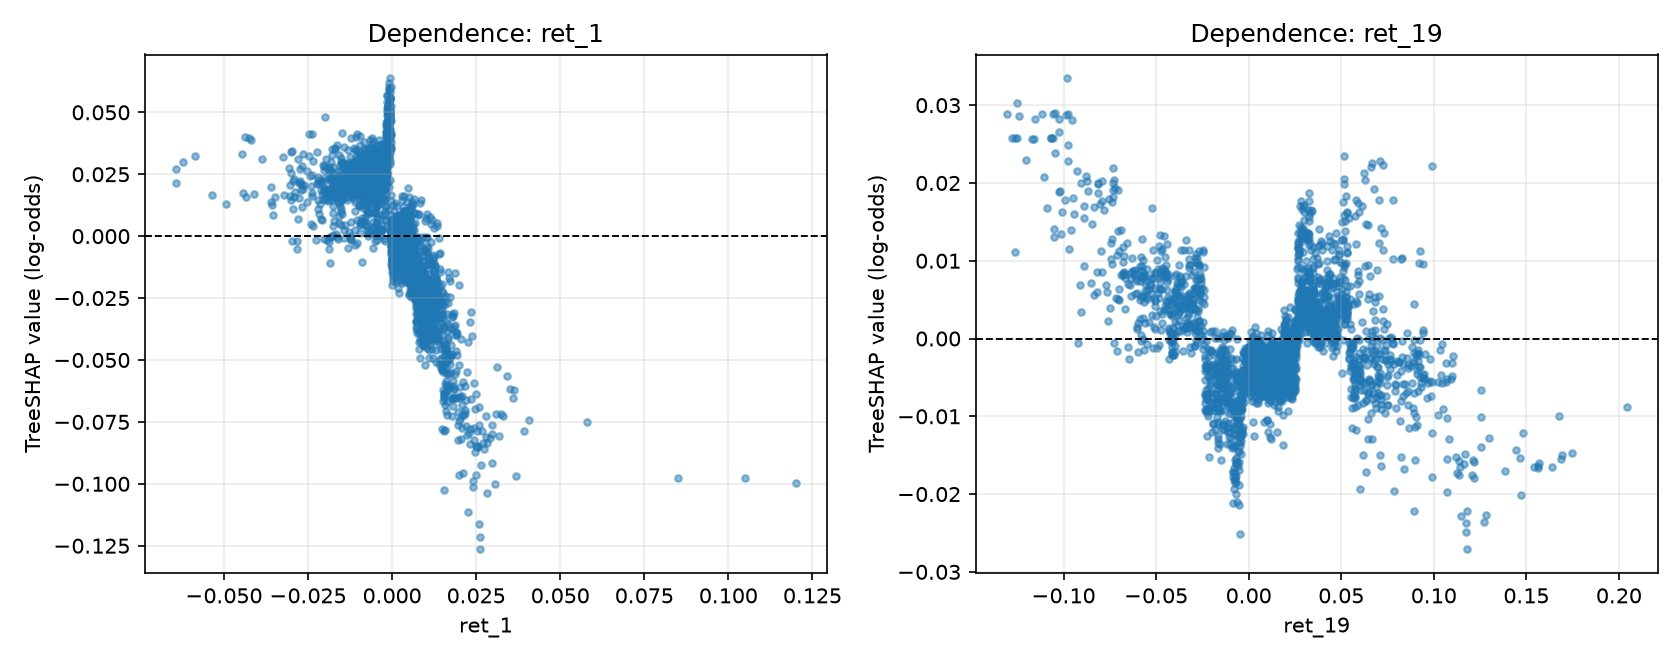 Dependence: ret_1
TreeSHAP value (log-odds)
0.050
0.025
0.000
−0.025
−0.050
−0.075
−0.100
−0.125
−0.050 −0.025 0.000 0.025 0.050 0.075 0.100 0.125
ret_1
Dependence: ret_19
TreeSHAP value (log-odds)
0.03
0.02
0.01
0.00
−0.01
−0.02
−0.03
−0.10 −0.05 0.00 0.05 0.10 0.15 0.20
ret_19